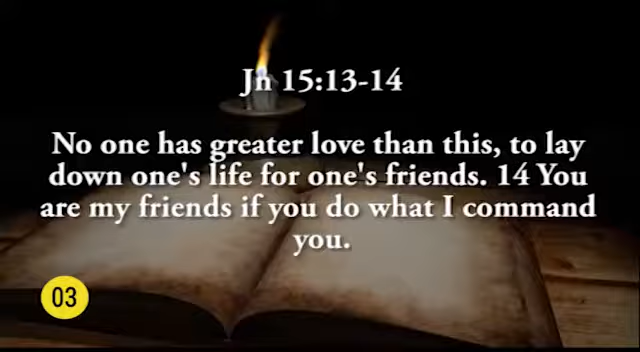 Jn 15:13-14
No one has greater love than this, to lay
down one's life for one's friends. 14 You
are my friends if you do what I command
you.
03